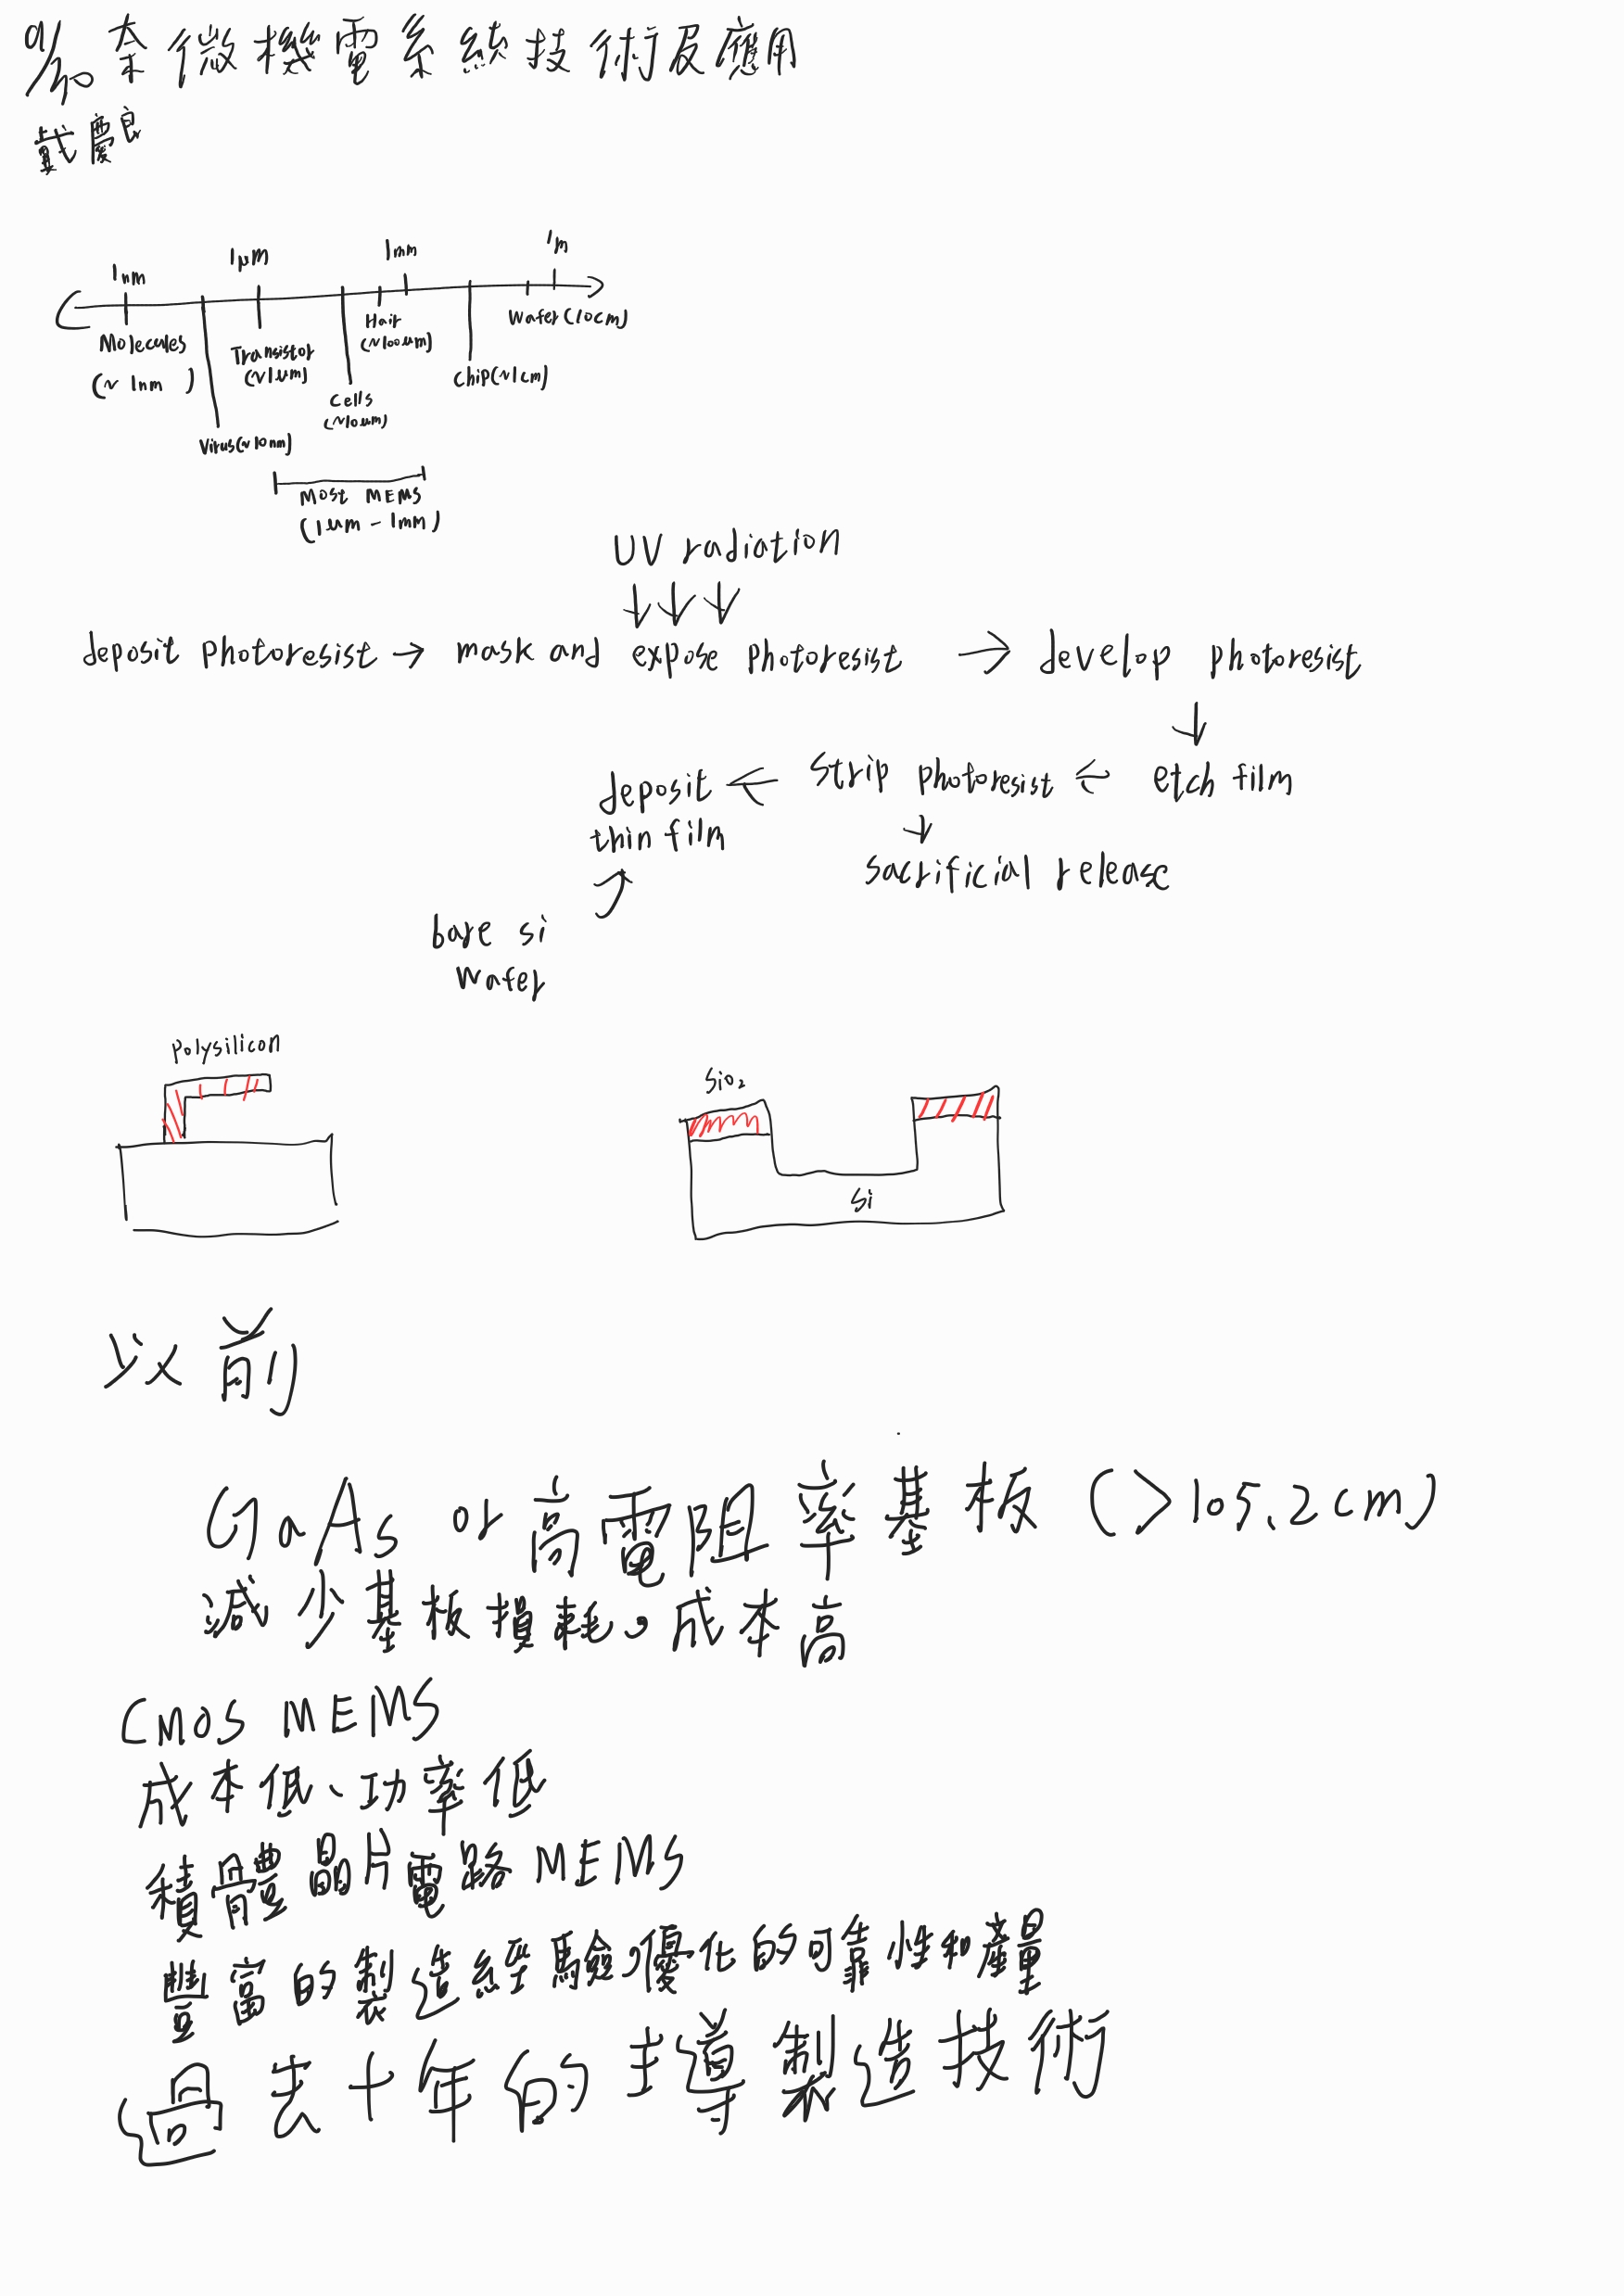 9/20 奈微機電系統技術及應用
戴慶良
1nm 1μm 1mm 1m
Molecules (~1nm)
Virus(~10nm)
Transistor (~1μm)
Cells (~10μm)
Hair (~100μm)
Chip(~1cm)
Wafer(10cm)
Most MEMS
(1μm - 1mm)
UV radiation
deposit photoresist → mask and expose photoresist → develop photoresist
↓
deposit thin film ← strip photoresist ← etch film
↓
sacrificial release
bare si wafer
polysilicon
SiO₂
Si
以前
GaAs or 高電阻率基板 (>105.2cm)
減少基板損耗。成本高
CMOS MEMS
成本低、功率低
積體晶片電路MEMS
豐富的製造經驗,優化的可靠性和產量
過去十年的主導製造技術